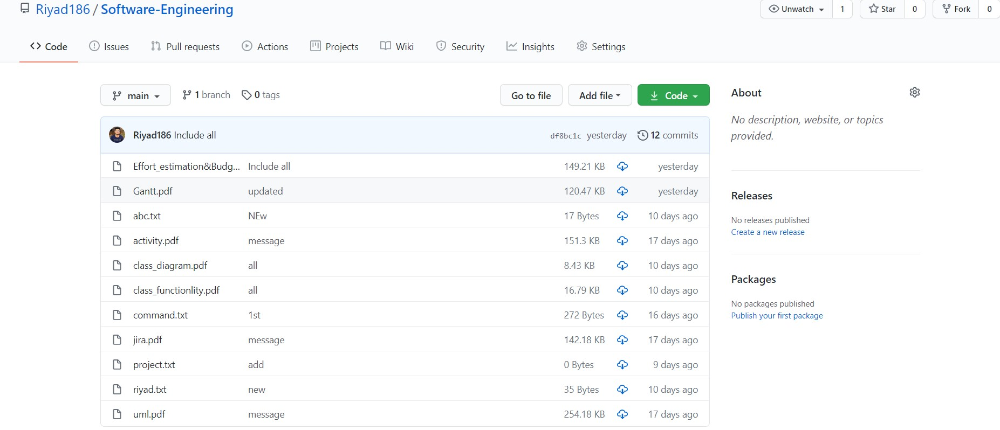 Riyad186 / Software-Engineering
Unwatch 1 Star 0 Fork 0
Code Issues Pull requests Actions Projects Wiki Security Insights Settings
main 1 branch 0 tags Go to file Add file Code
Riyad186 Include all df8bc1c yesterday 12 commits
Effort_estimation&Budg... Include all 149.21 KB yesterday
Gantt.pdf updated 120.47 KB yesterday
abc.txt NEw 17 Bytes 10 days ago
activity.pdf message 151.3 KB 17 days ago
class_diagram.pdf all 8.43 KB 10 days ago
class_functionlity.pdf all 16.79 KB 10 days ago
command.txt 1st 272 Bytes 16 days ago
jira.pdf message 142.18 KB 17 days ago
project.txt add 0 Bytes 9 days ago
riyad.txt new 35 Bytes 10 days ago
uml.pdf message 254.18 KB 17 days ago
About
No description, website, or topics
provided.
Releases
No releases published
Create a new release
Packages
No packages published
Publish your first package